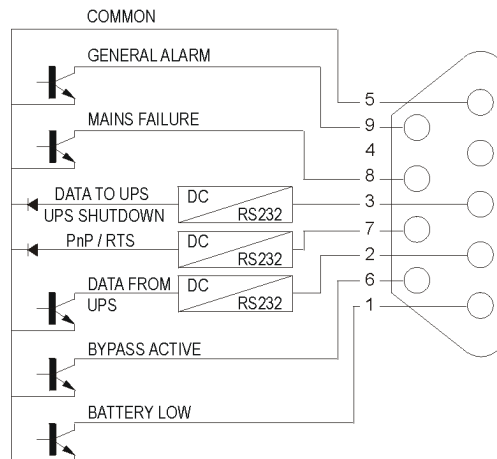 COMMON
GENERAL ALARM
5
9
MAINS FAILURE
4
8
DATA TO UPS
UPS SHUTDOWN
DC
RS232
3
PnP / RTS
DC
RS232
7
DATA FROM
UPS
DC
RS232
2
6
1
BYPASS ACTIVE
BATTERY LOW